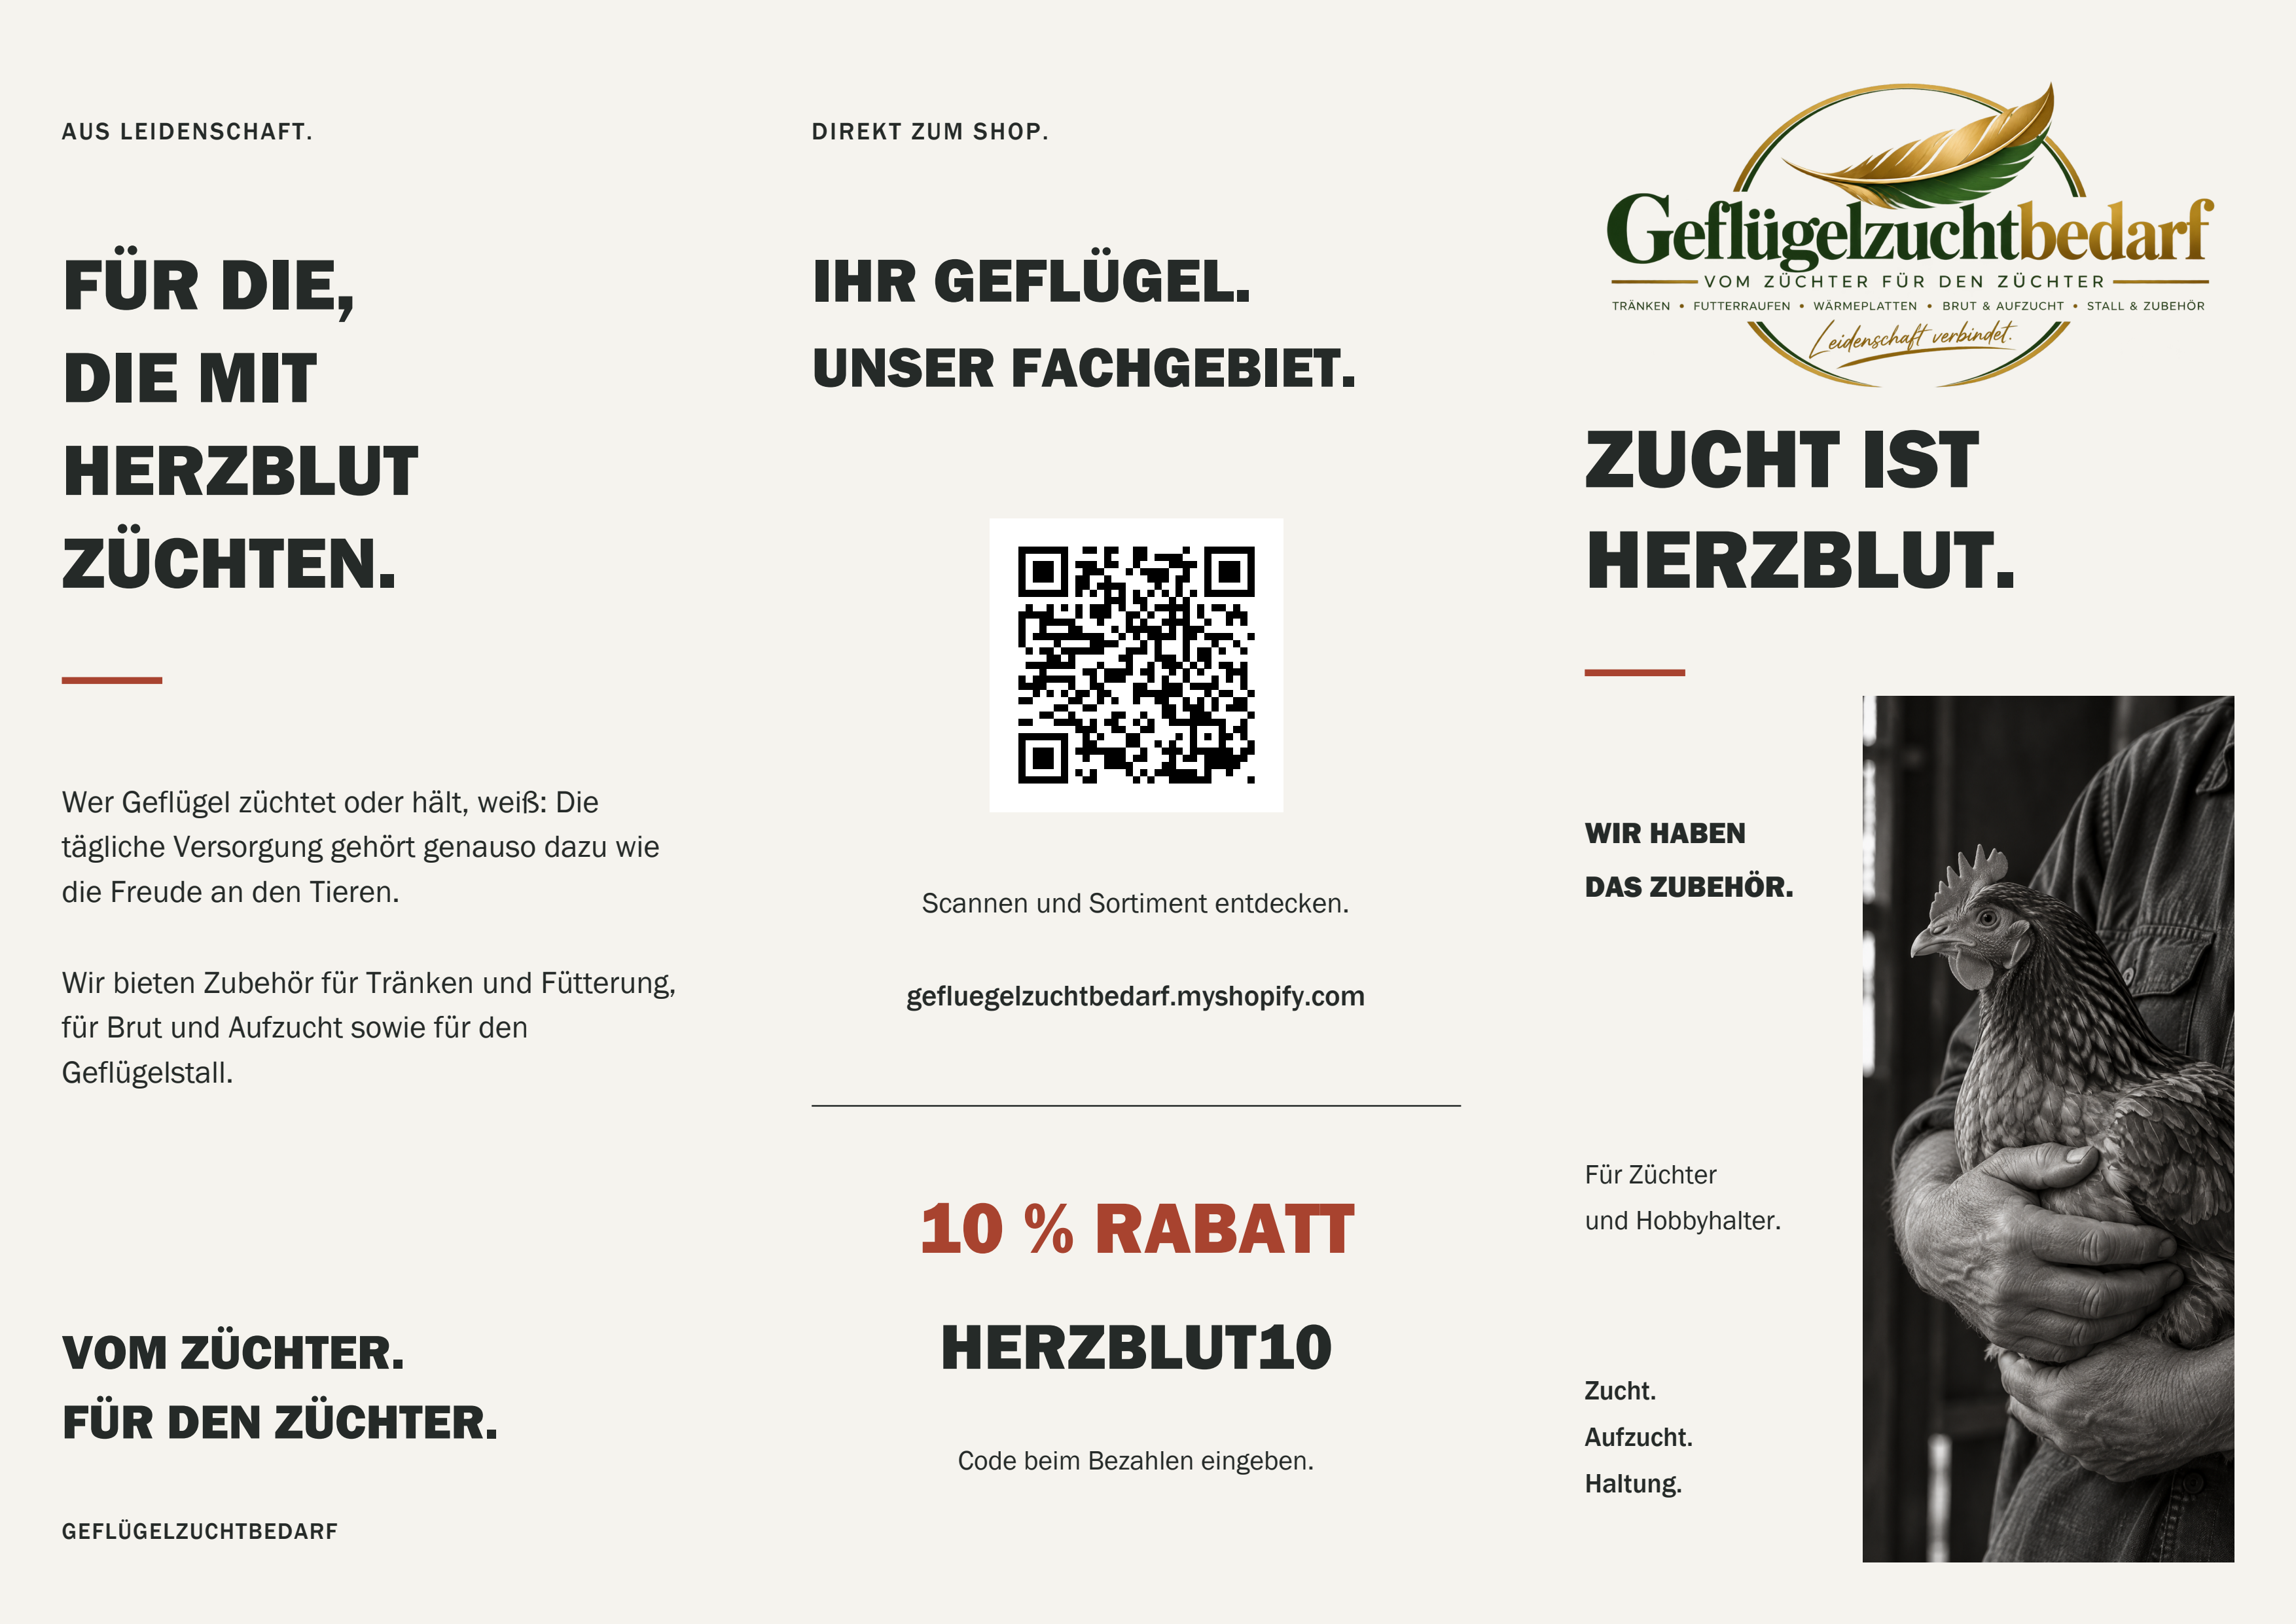 AUS LEIDENSCHAFT.
FÜR DIE,
DIE MIT
HERZBLUT
ZÜCHTEN.
Wer Geflügel züchtet oder hält, weiß: Die
tägliche Versorgung gehört genauso dazu wie
die Freude an den Tieren.
Wir bieten Zubehör für Tränken und Fütterung,
für Brut und Aufzucht sowie für den
Geflügelstall.
VOM ZÜCHTER.
FÜR DEN ZÜCHTER.
GEFLÜGELZUCHTBEDARF
DIREKT ZUM SHOP.
IHR GEFLÜGEL.
UNSER FACHGEBIET.
Scannen und Sortiment entdecken.
gefluegelzuchtbedarf.myshopify.com
10 % RABATT
HERZBLUT10
Code beim Bezahlen eingeben.
Geflügelzuchtbedarf
VOM ZÜCHTER FÜR DEN ZÜCHTER
TRÄNKEN • FUTTERRAUFEN • WÄRMEPLATTEN • BRUT & AUFZUCHT • STALL & ZUBEHÖR
Leidenschaft verbindet.
ZUCHT IST
HERZBLUT.
WIR HABEN
DAS ZUBEHÖR.
Für Züchter
und Hobbyhalter.
Zucht.
Aufzucht.
Haltung.